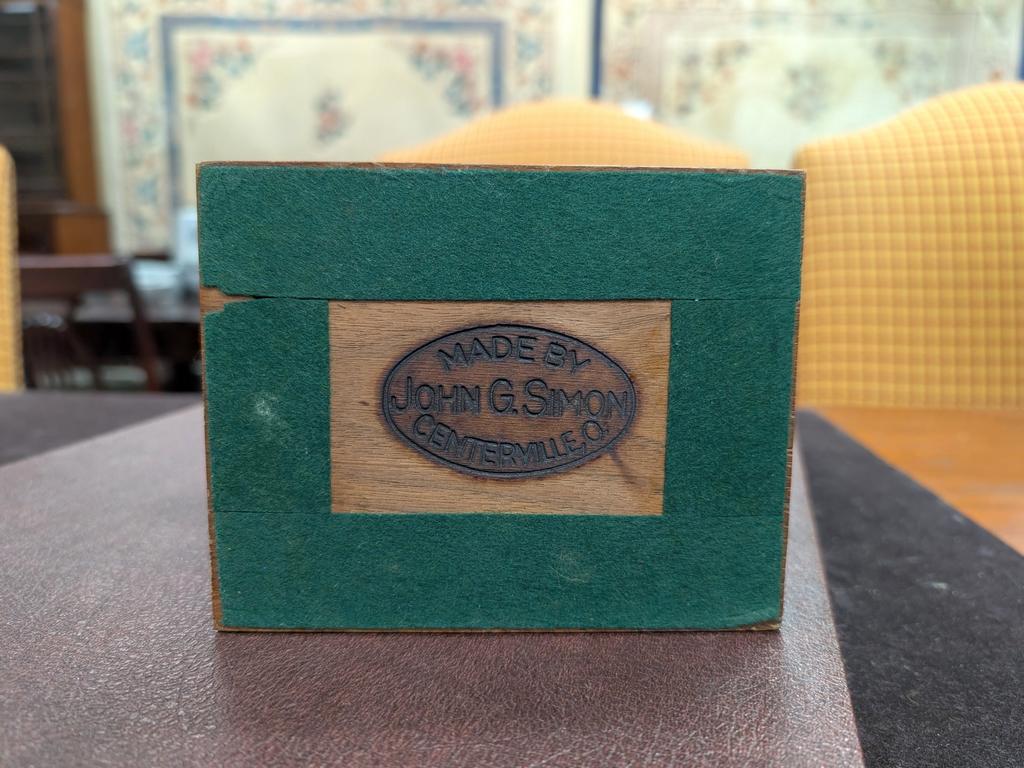 MADE BY
JOHN G. SIMON
CENTERVILLE, O.